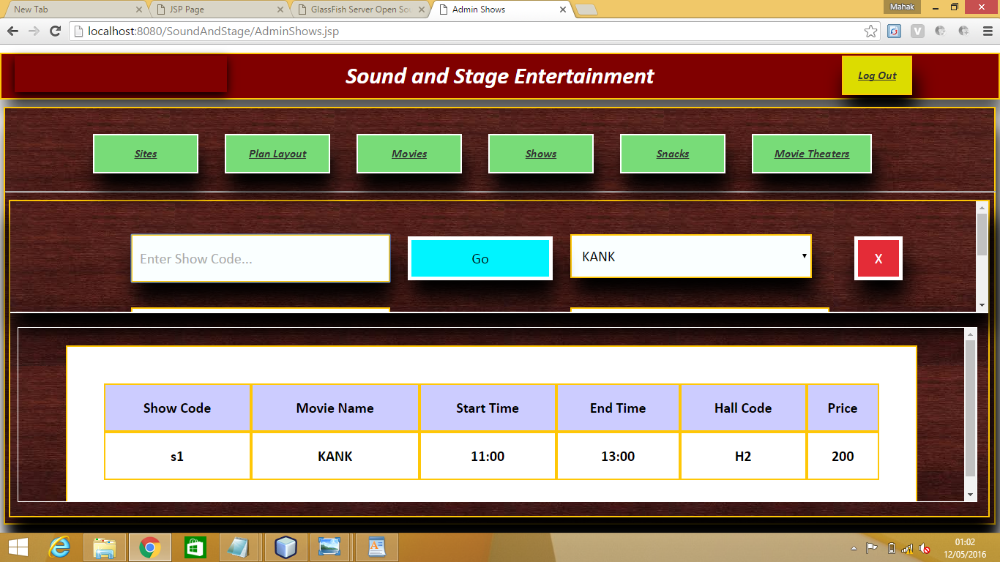 New Tab
JSP Page
GlassFish Server Open Sou
Admin Shows
Mahak
localhost:8080/SoundAndStage/AdminShows.jsp
Sound and Stage Entertainment
Log Out
Sites
Plan Layout
Movies
Shows
Snacks
Movie Theaters
Enter Show Code...
Go
KANK
X
Show Code Movie Name Start Time End Time Hall Code Price
s1 KANK 11:00 13:00 H2 200
01:02
12/05/2016